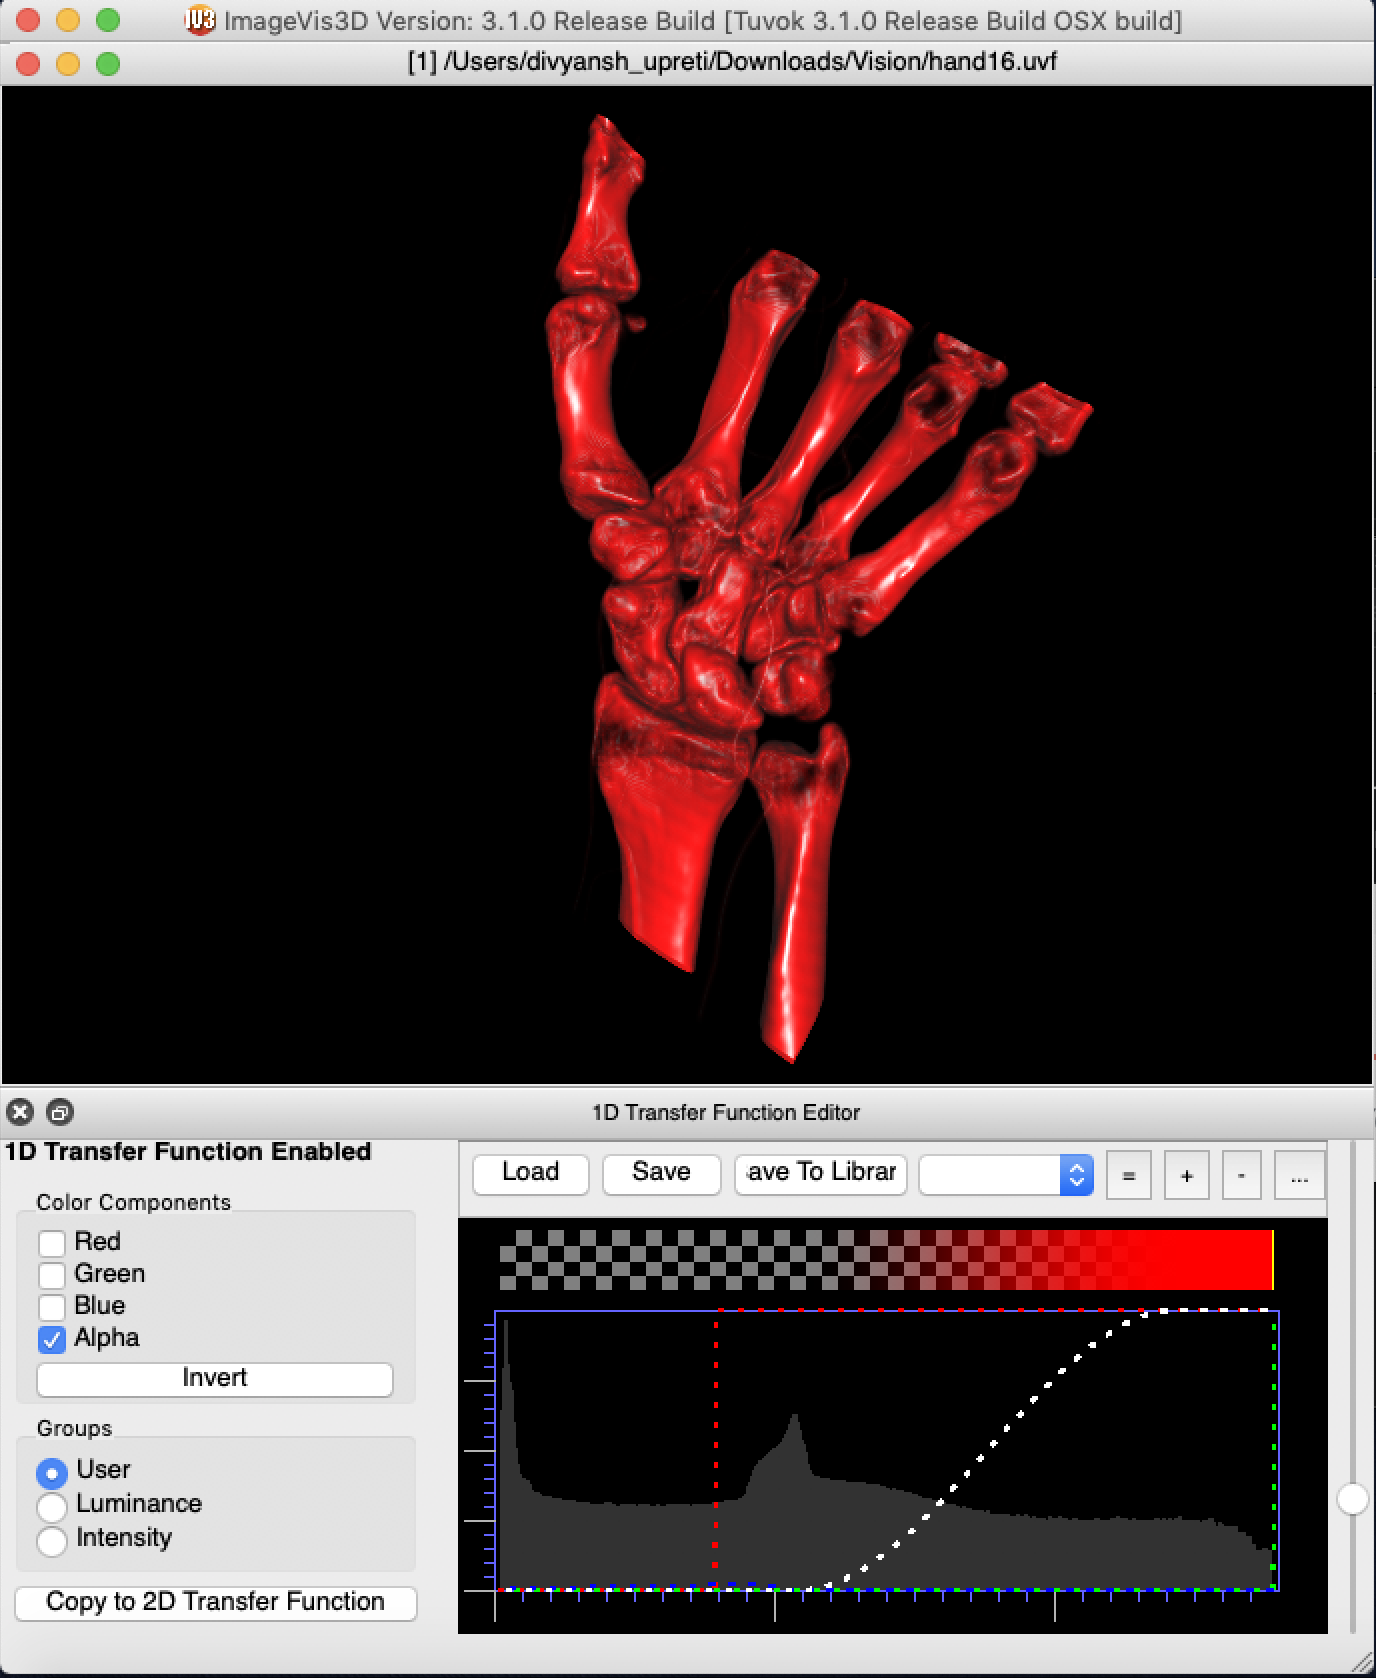 IV3 ImageVis3D Version: 3.1.0 Release Build [Tuvok 3.1.0 Release Build OSX build]
[1] /Users/divyansh_upreti/Downloads/Vision/hand16.uvf
1D Transfer Function Editor
1D Transfer Function Enabled
Load Save ave To Librar = + - ...
Color Components
Red
Green
Blue
Alpha
Invert
Groups
User
Luminance
Intensity
Copy to 2D Transfer Function